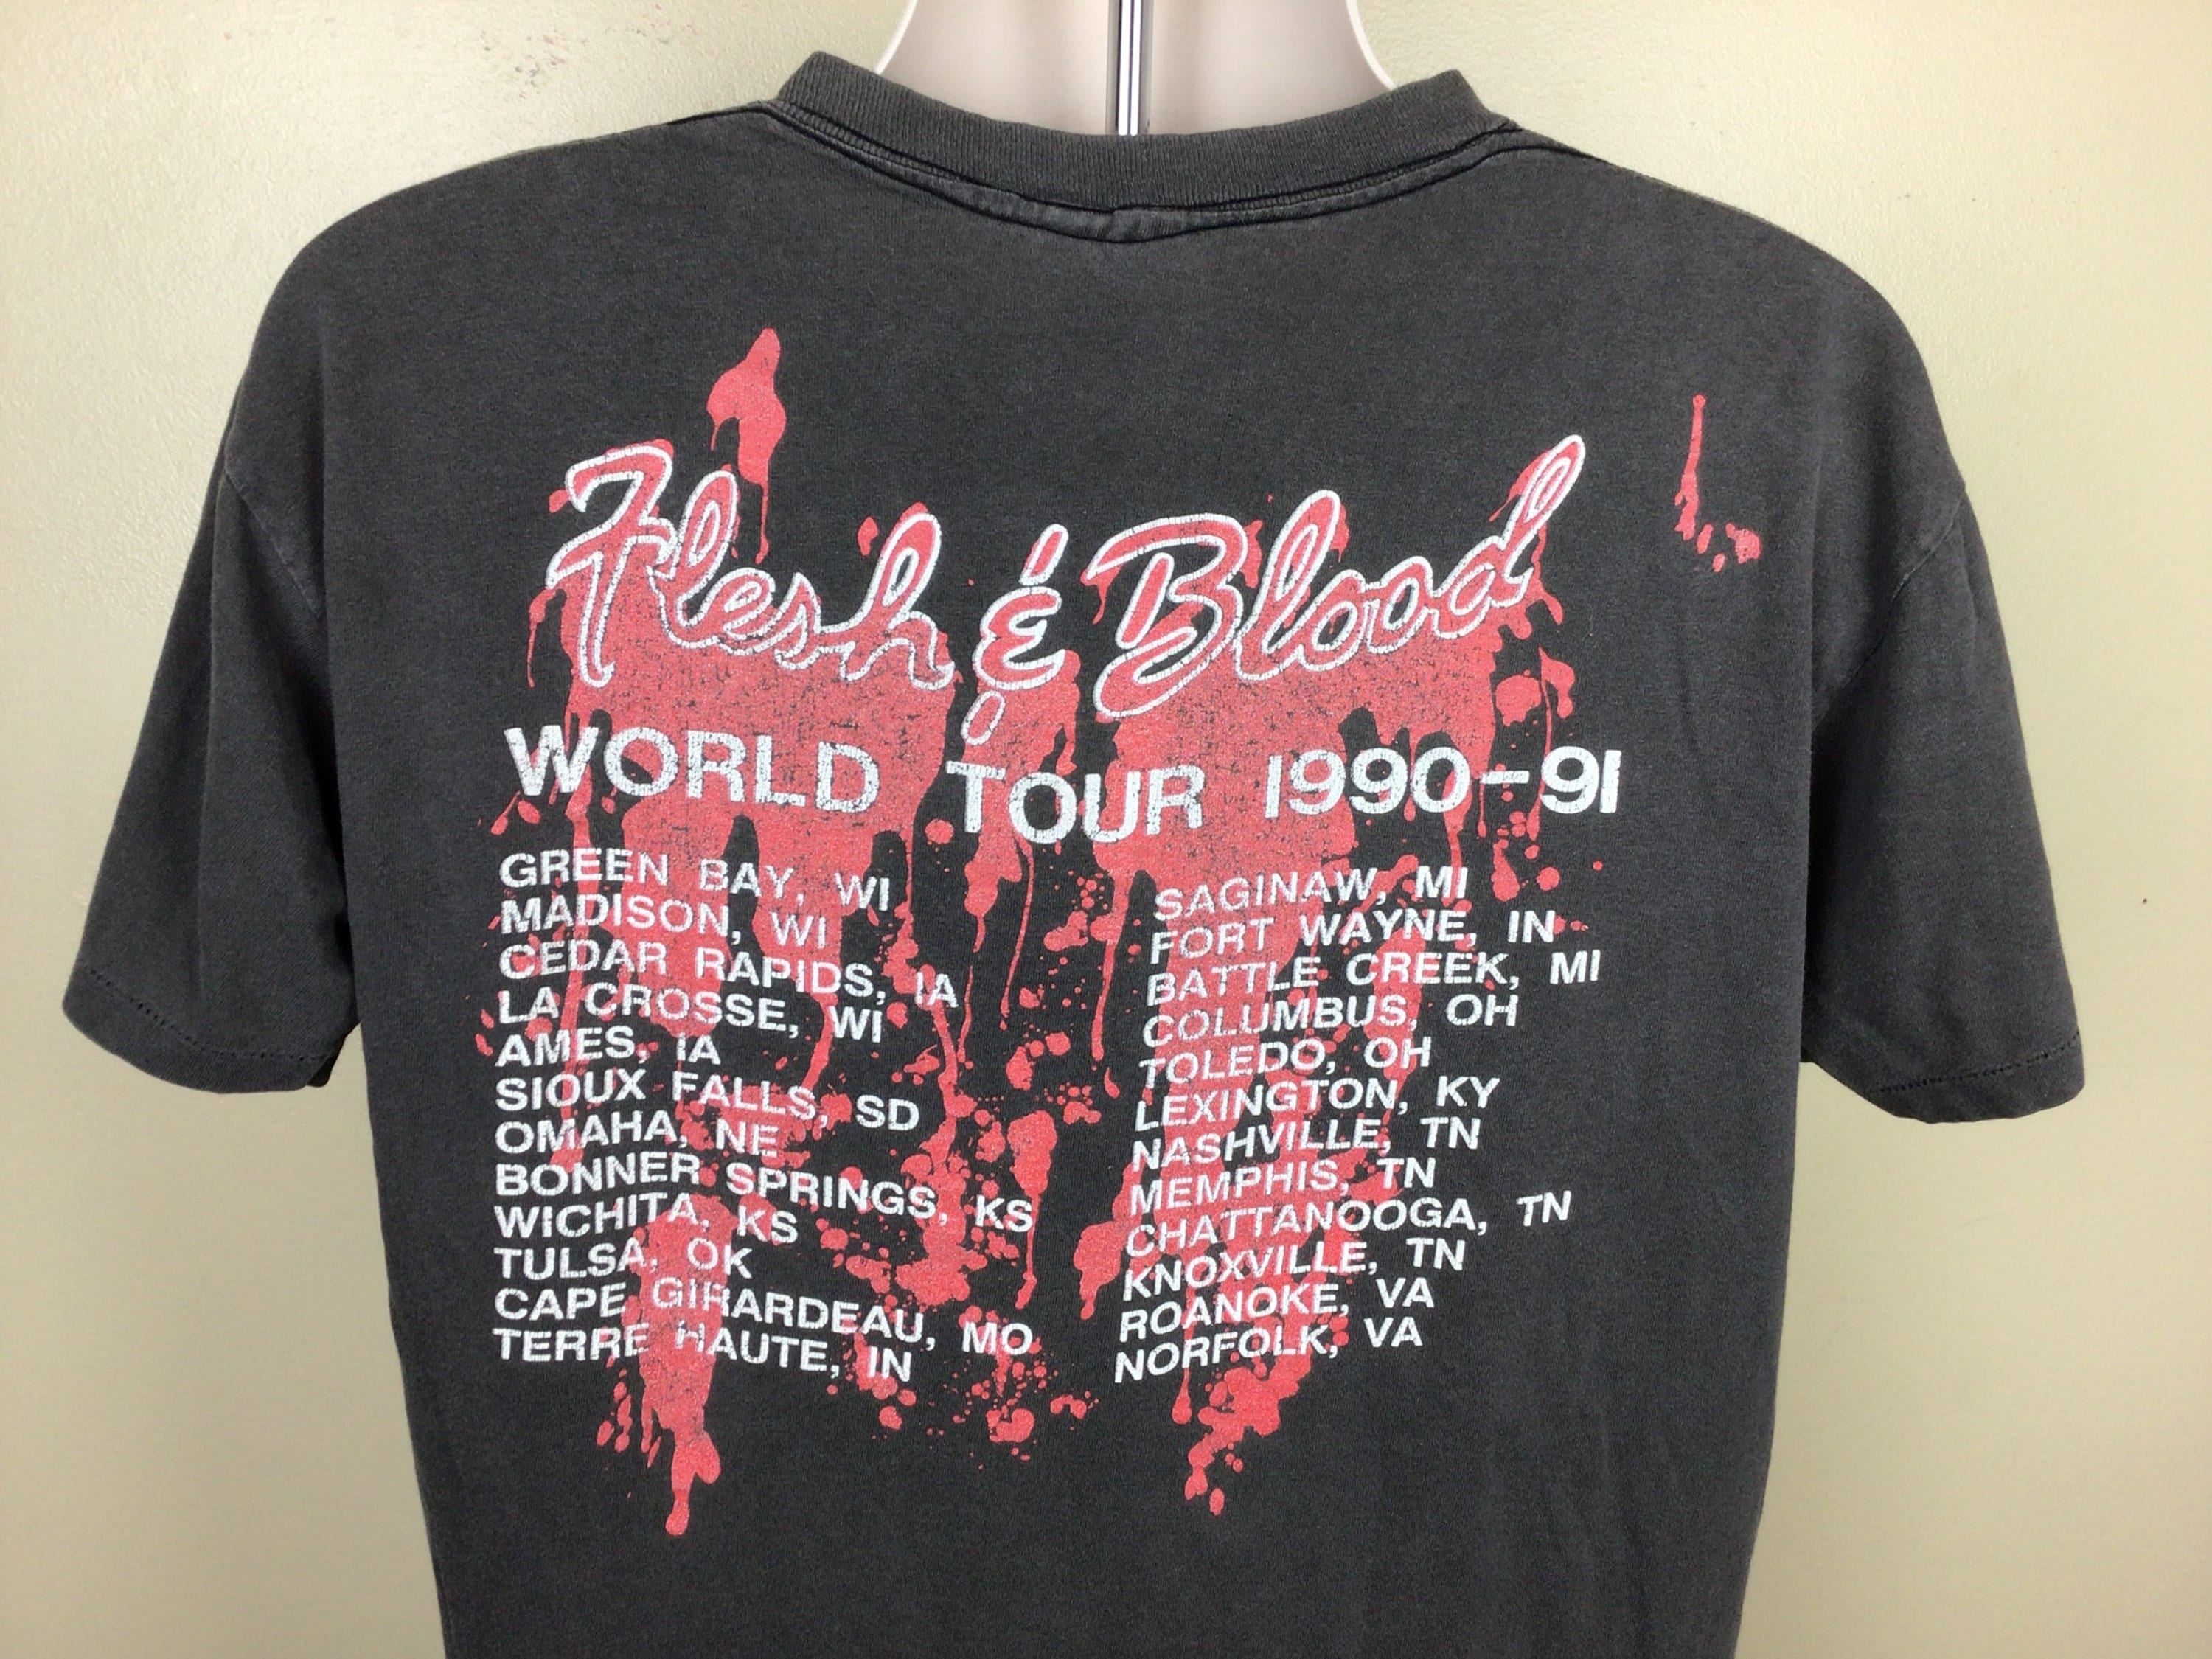 Flesh & Blood
WORLD TOUR 1990-91
GREEN BAY, WI
MADISON, WI
CEDAR RAPIDS, IA
LA CROSSE, WI
AMES, IA
SIOUX FALLS, SD
OMAHA, NE
BONNER SPRINGS, KS
WICHITA, KS
TULSA, OK
CAPE GIRARDEAU, MO
TERRE HAUTE, IN
SAGINAW, MI
FORT WAYNE, IN
BATTLE CREEK, MI
COLUMBUS, OH
TOLEDO, OH
LEXINGTON, KY
NASHVILLE, TN
MEMPHIS, TN
CHATTANOOGA, TN
KNOXVILLE, TN
ROANOKE, VA
NORFOLK, VA